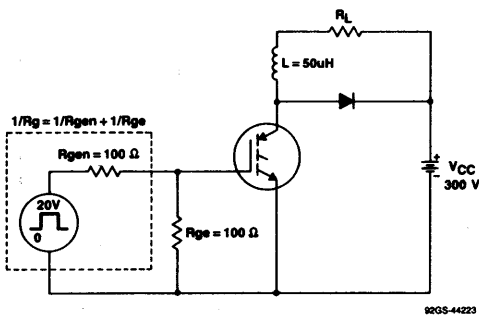 RL
L = 50uH
1/Rg = 1/Rgen + 1/Rge
Rgen = 100 Ω
20V
0
Rge = 100 Ω
+
VCC
300 V
−
92GS-44223